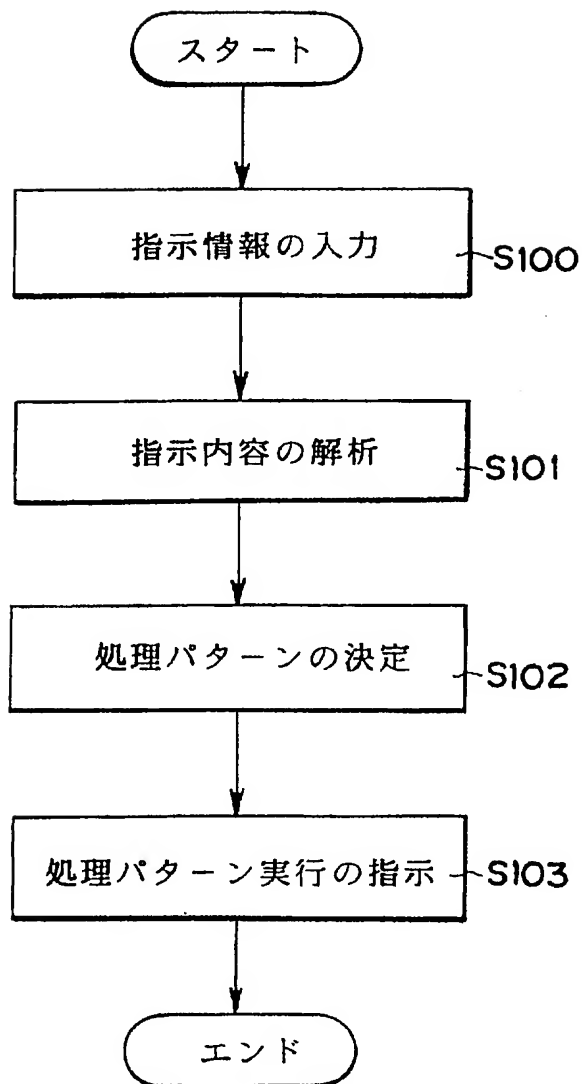 スタート
指示情報の入力
S100
指示内容の解析
S101
処理パターンの決定
S102
処理パターン実行の指示
S103
エンド